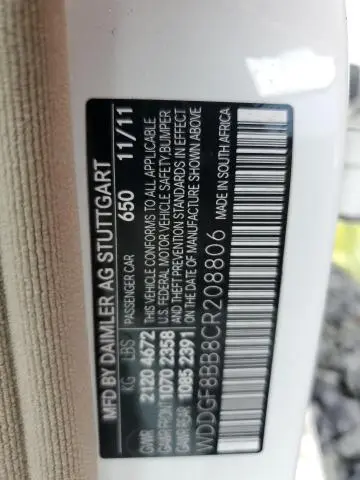 MFD BY DAIMLER AG STUTTGART
PASSENGER CAR 650 11/11
KG LBS
GVWR 2120 4672
GAWR FRONT 1070 2358
GAWR REAR 1085 2391
THIS VEHICLE CONFORMS TO ALL APPLICABLE
U.S. FEDERAL MOTOR VEHICLE SAFETY,BUMPER
AND THEFT PREVENTION STANDARDS IN EFFECT
ON THE DATE OF MANUFACTURE SHOWN ABOVE
WDDGF8BB8CR208806 MADE IN SOUTH AFRICA